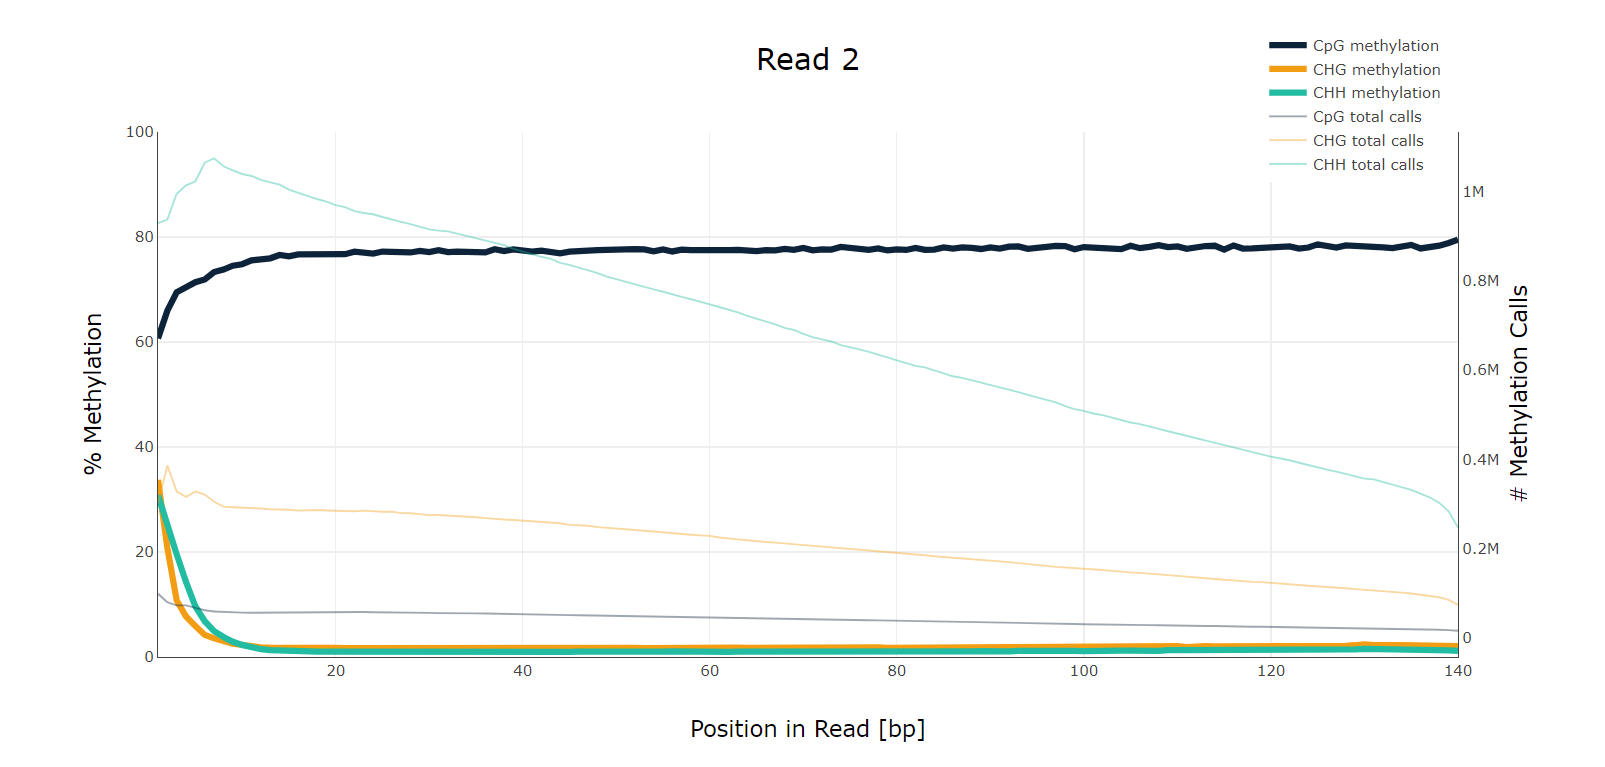 Read 2
CpG methylation
CHG methylation
CHH methylation
CpG total calls
CHG total calls
CHH total calls
100
80
60
40
20
0
% Methylation
1M
0.8M
0.6M
0.4M
0.2M
0
# Methylation Calls
20
40
60
80
100
120
140
Position in Read [bp]